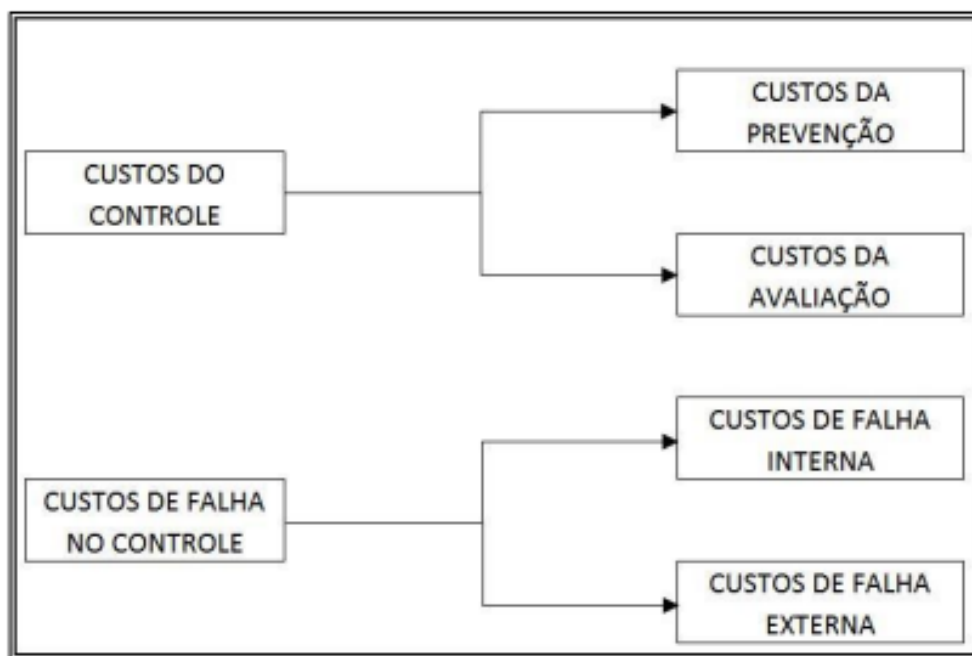 CUSTOS DO
CONTROLE
CUSTOS DA
PREVENÇÃO
CUSTOS DA
AVALIAÇÃO
CUSTOS DE FALHA
NO CONTROLE
CUSTOS DE FALHA
INTERNA
CUSTOS DE FALHA
EXTERNA